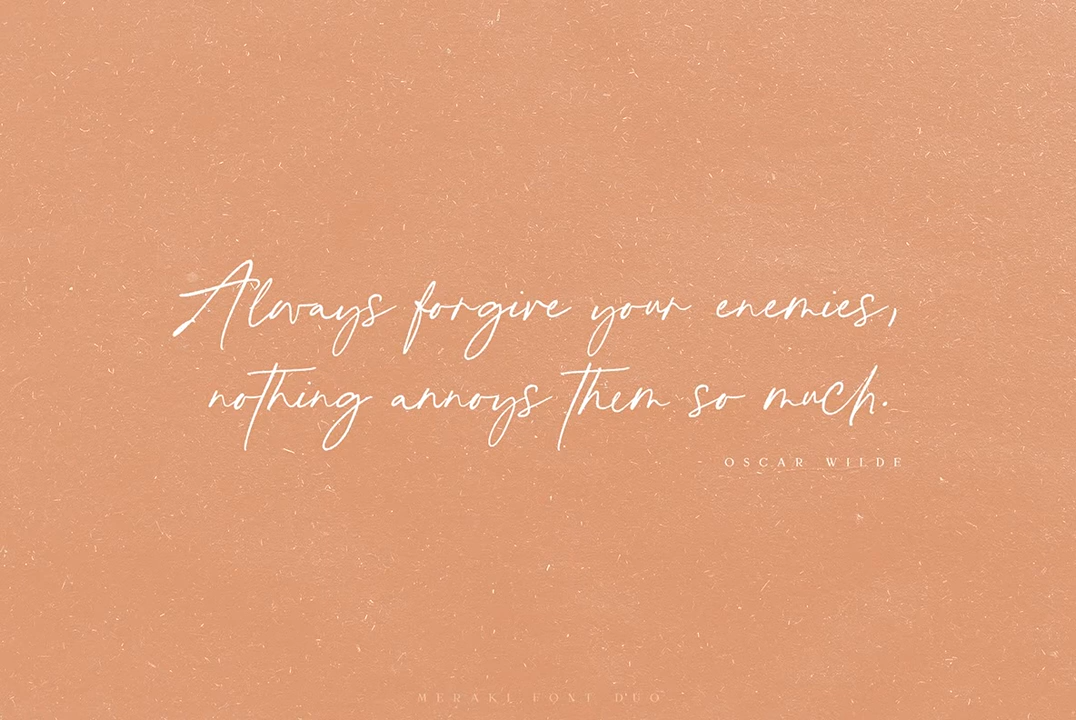 Always forgive your enemies,
nothing annoys them so much.
OSCAR WILDE
MERAKI FONT DUO